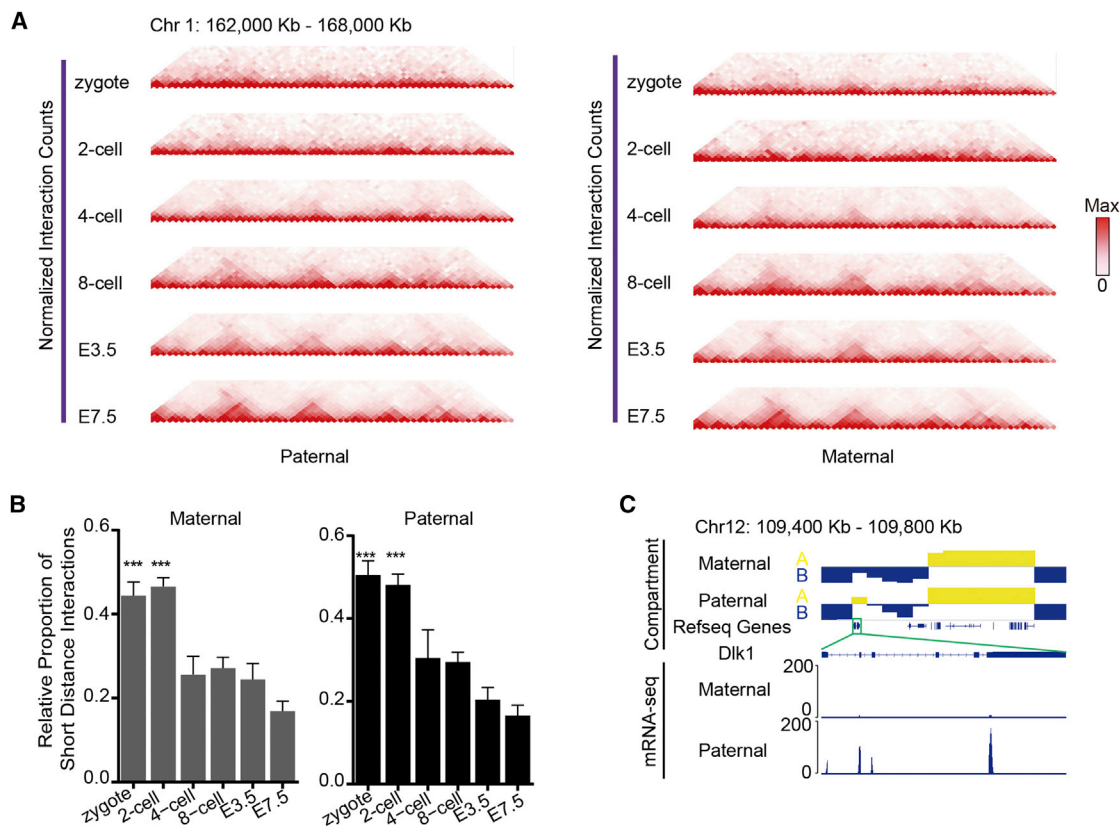 A
Chr 1: 162,000 Kb - 168,000 Kb
Normalized Interaction Counts
zygote
2-cell
4-cell
8-cell
E3.5
E7.5
Paternal
Normalized Interaction Counts
zygote
2-cell
4-cell
8-cell
E3.5
E7.5
Maternal
Max
0
B
Relative Proportion of
Short Distance Interactions
Maternal
0.6
0.4
0.2
0.0
*** ***
zygote
2-cell
4-cell
8-cell
E3.5
E7.5
Paternal
0.6
0.4
0.2
0.0
*** ***
zygote
2-cell
4-cell
8-cell
E3.5
E7.5
C
Chr12: 109,400 Kb - 109,800 Kb
Compartment
Maternal A
B
Paternal A
B
Refseq Genes
Dlk1
mRNA-seq
200
Maternal
0
200
Paternal
0